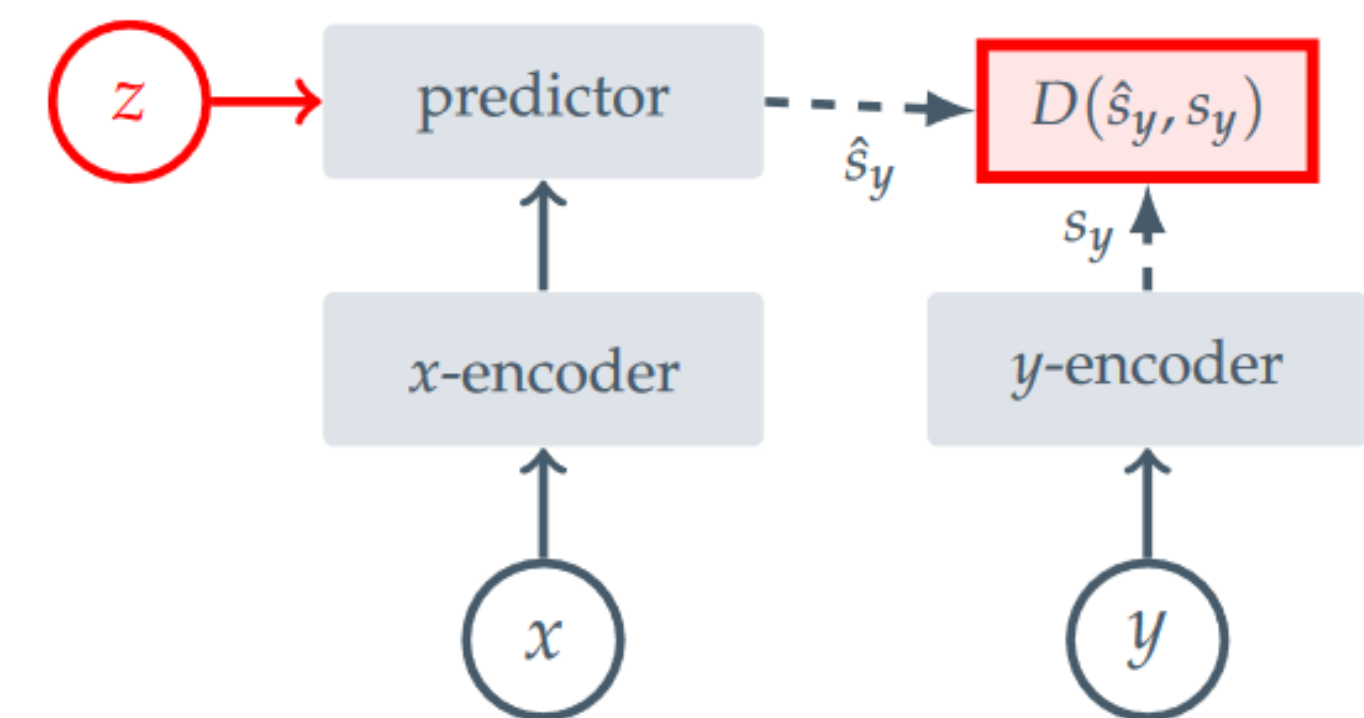 z
predictor
D(ŝ_y, s_y)
ŝ_y
s_y
x-encoder
y-encoder
x
y